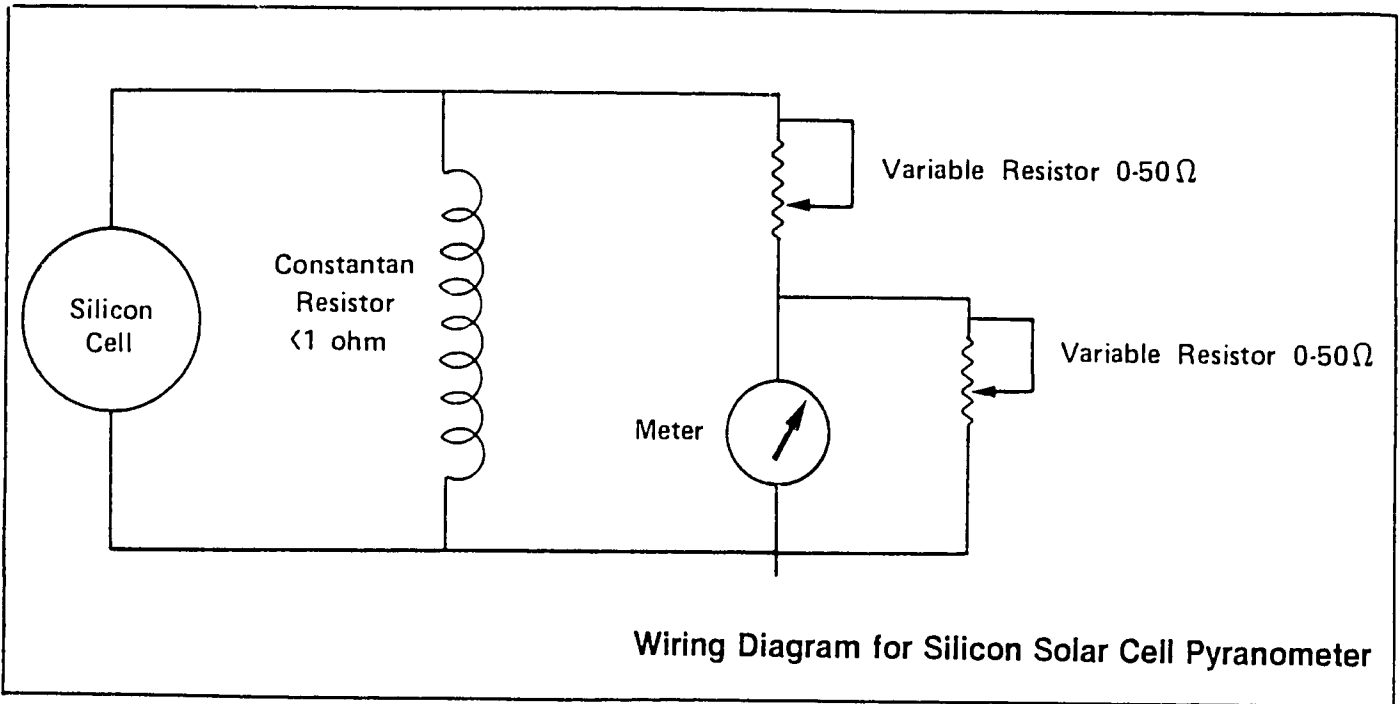 Variable Resistor 0-50Ω
Constantan
Resistor
<1 ohm
Silicon
Cell
Variable Resistor 0-50Ω
Meter
Wiring Diagram for Silicon Solar Cell Pyranometer